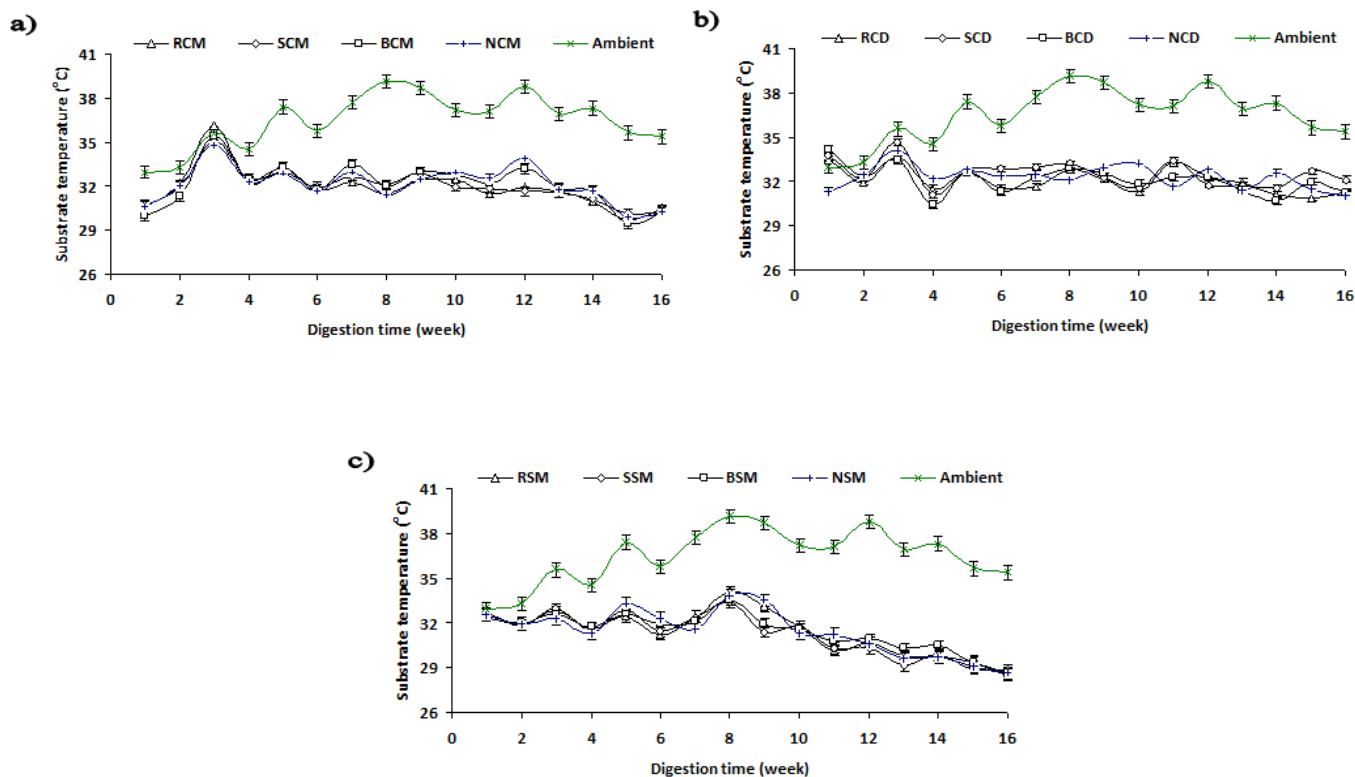 a)
RCM SCM BCM NCM Ambient
41
38
35
32
29
26
Substrate temperature (°C)
0 2 4 6 8 10 12 14 16
Digestion time (week)
b)
RCD SCD BCD NCD Ambient
41
38
35
32
29
26
Substrate temperature (°C)
0 2 4 6 8 10 12 14 16
Digestion time (week)
c)
RSM SSM BSM NSM Ambient
41
38
35
32
29
26
Substrate temperature (°C)
0 2 4 6 8 10 12 14 16
Digestion time (week)